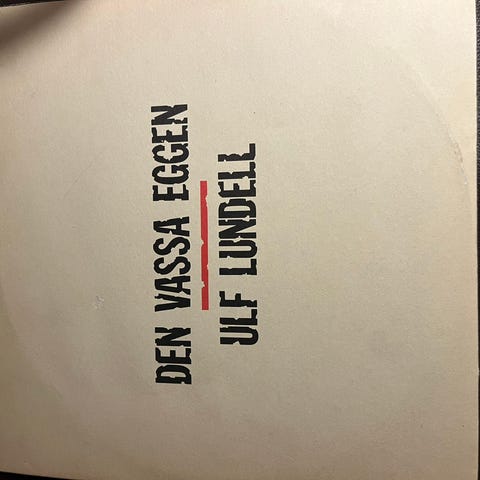 DEN VASSA EGGEN
ULF LUNDELL